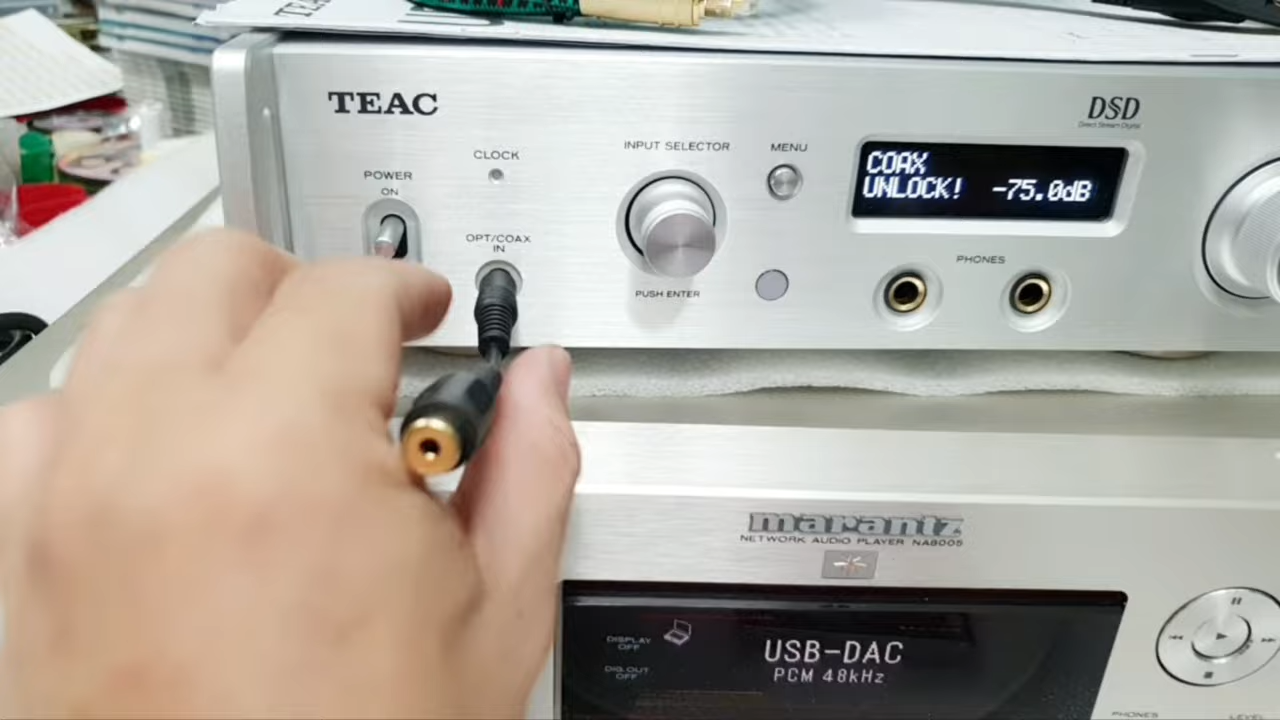 TEAC
DSD
Direct Stream Digital
CLOCK
INPUT SELECTOR
MENU
POWER
ON
COAX
UNLOCK! -75.0dB
OPT/COAX
IN
PHONES
PUSH ENTER
marantz
NETWORK AUDIO PLAYER NA8005
DISPLAY
OFF
USB-DAC
DIG.OUT
OFF
PCM 48kHz
PHONES
LEVEL